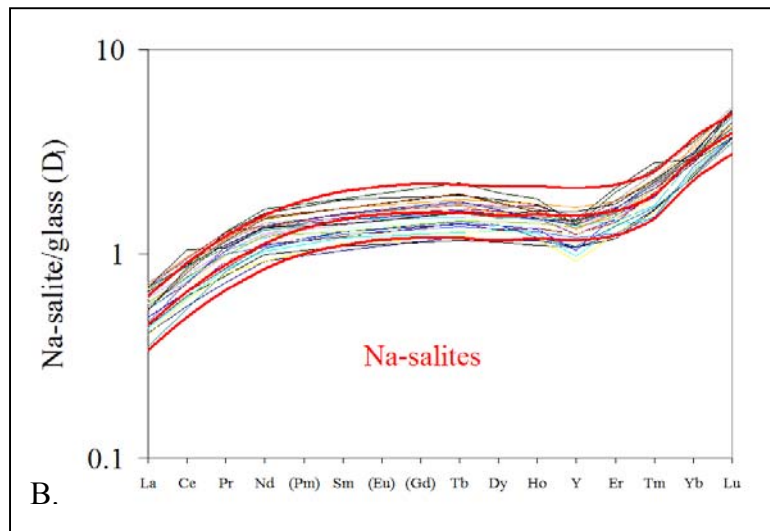 10
1
0.1
Na-salite/glass (Di)
Na-salites
La Ce Pr Nd (Pm) Sm (Eu) (Gd) Tb Dy Ho Y Er Tm Yb Lu
B.